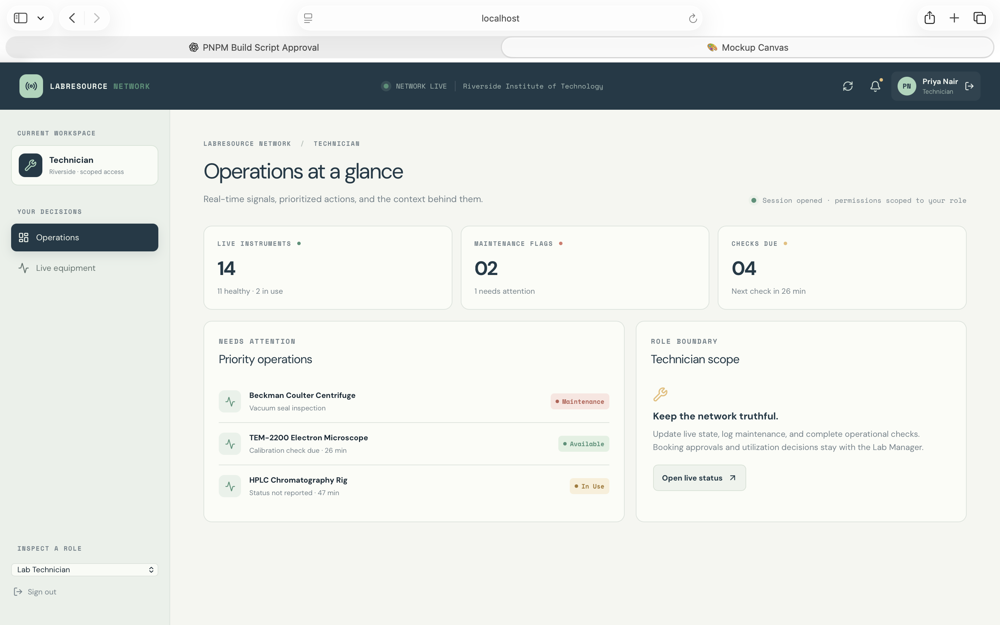 localhost
PNPM Build Script Approval
Mockup Canvas
LABRESOURCE NETWORK
NETWORK LIVE
Riverside Institute of Technology
PN
Priya Nair
Technician
CURRENT WORKSPACE
Technician
Riverside · scoped access
YOUR DECISIONS
Operations
Live equipment
INSPECT A ROLE
Lab Technician
Sign out
LABRESOURCE NETWORK / TECHNICIAN
Operations at a glance
Real-time signals, prioritized actions, and the context behind them.
Session opened · permissions scoped to your role
LIVE INSTRUMENTS
14
11 healthy · 2 in use
MAINTENANCE FLAGS
02
1 needs attention
CHECKS DUE
04
Next check in 26 min
NEEDS ATTENTION
Priority operations
Beckman Coulter Centrifuge
Vacuum seal inspection
Maintenance
TEM-2200 Electron Microscope
Calibration check due · 26 min
Available
HPLC Chromatography Rig
Status not reported · 47 min
In Use
ROLE BOUNDARY
Technician scope
Keep the network truthful.
Update live state, log maintenance, and complete operational checks.
Booking approvals and utilization decisions stay with the Lab Manager.
Open live status